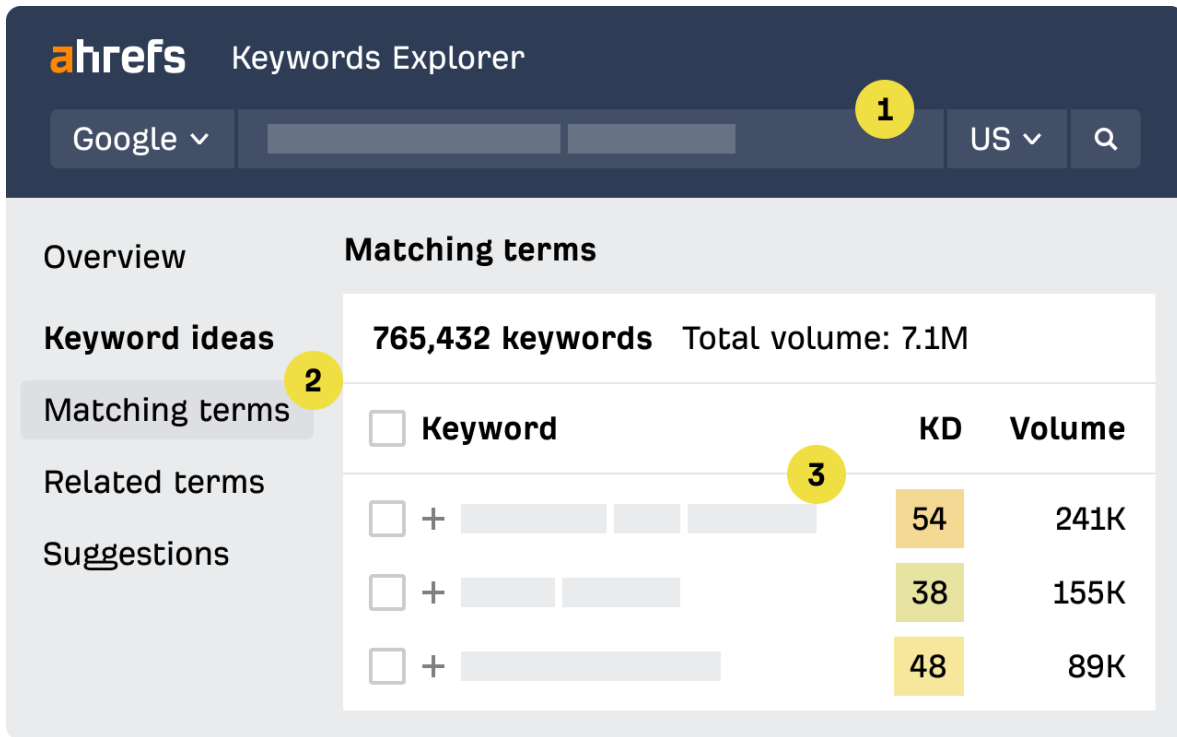 ahrefs Keywords Explorer
1
Google US
Overview
Keyword ideas
2
Matching terms
Related terms
Suggestions
Matching terms
765,432 keywords Total volume: 7.1M
Keyword KD Volume
3
54 241K
38 155K
48 89K